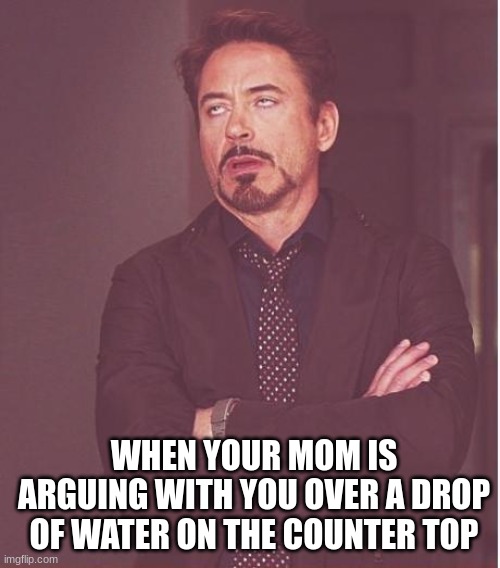 WHEN YOUR MOM IS
ARGUING WITH YOU OVER A DROP
OF WATER ON THE COUNTER TOP
imgflip.com